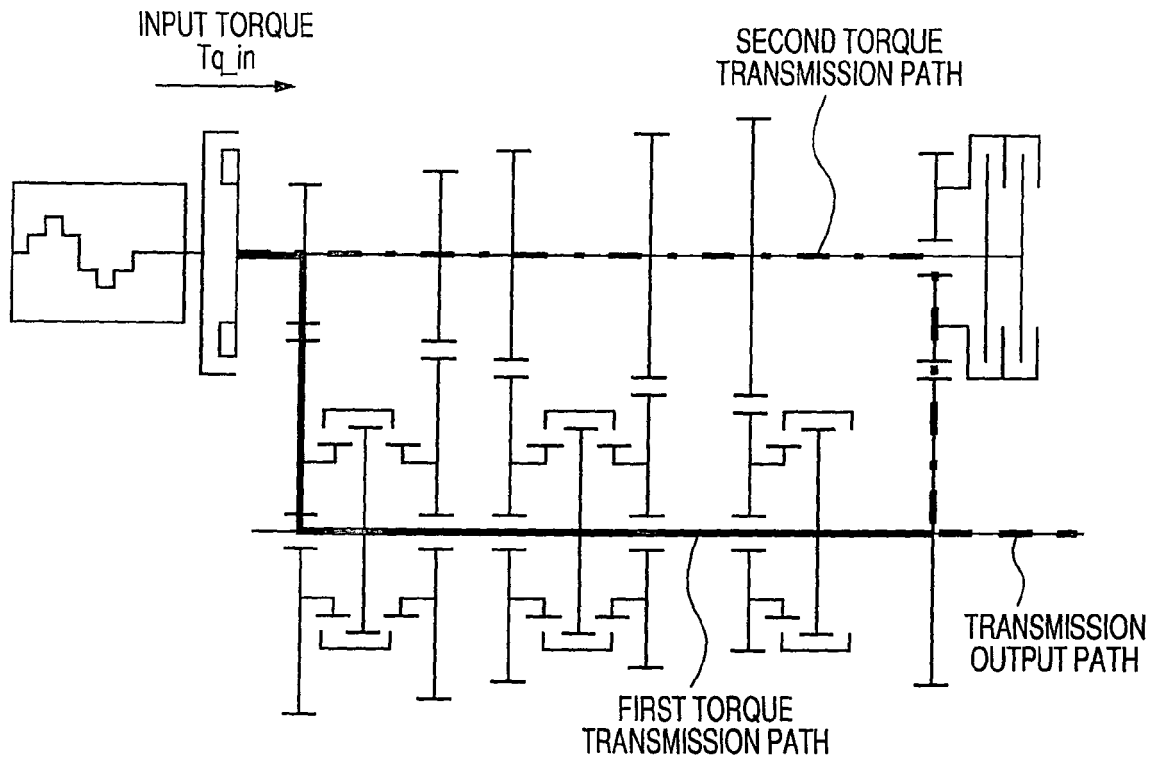 INPUT TORQUE
Tq_in
SECOND TORQUE
TRANSMISSION PATH
TRANSMISSION
OUTPUT PATH
FIRST TORQUE
TRANSMISSION PATH